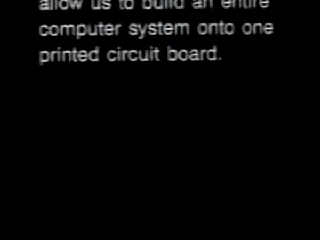 allow us to build an entire
computer system onto one
printed circuit board.